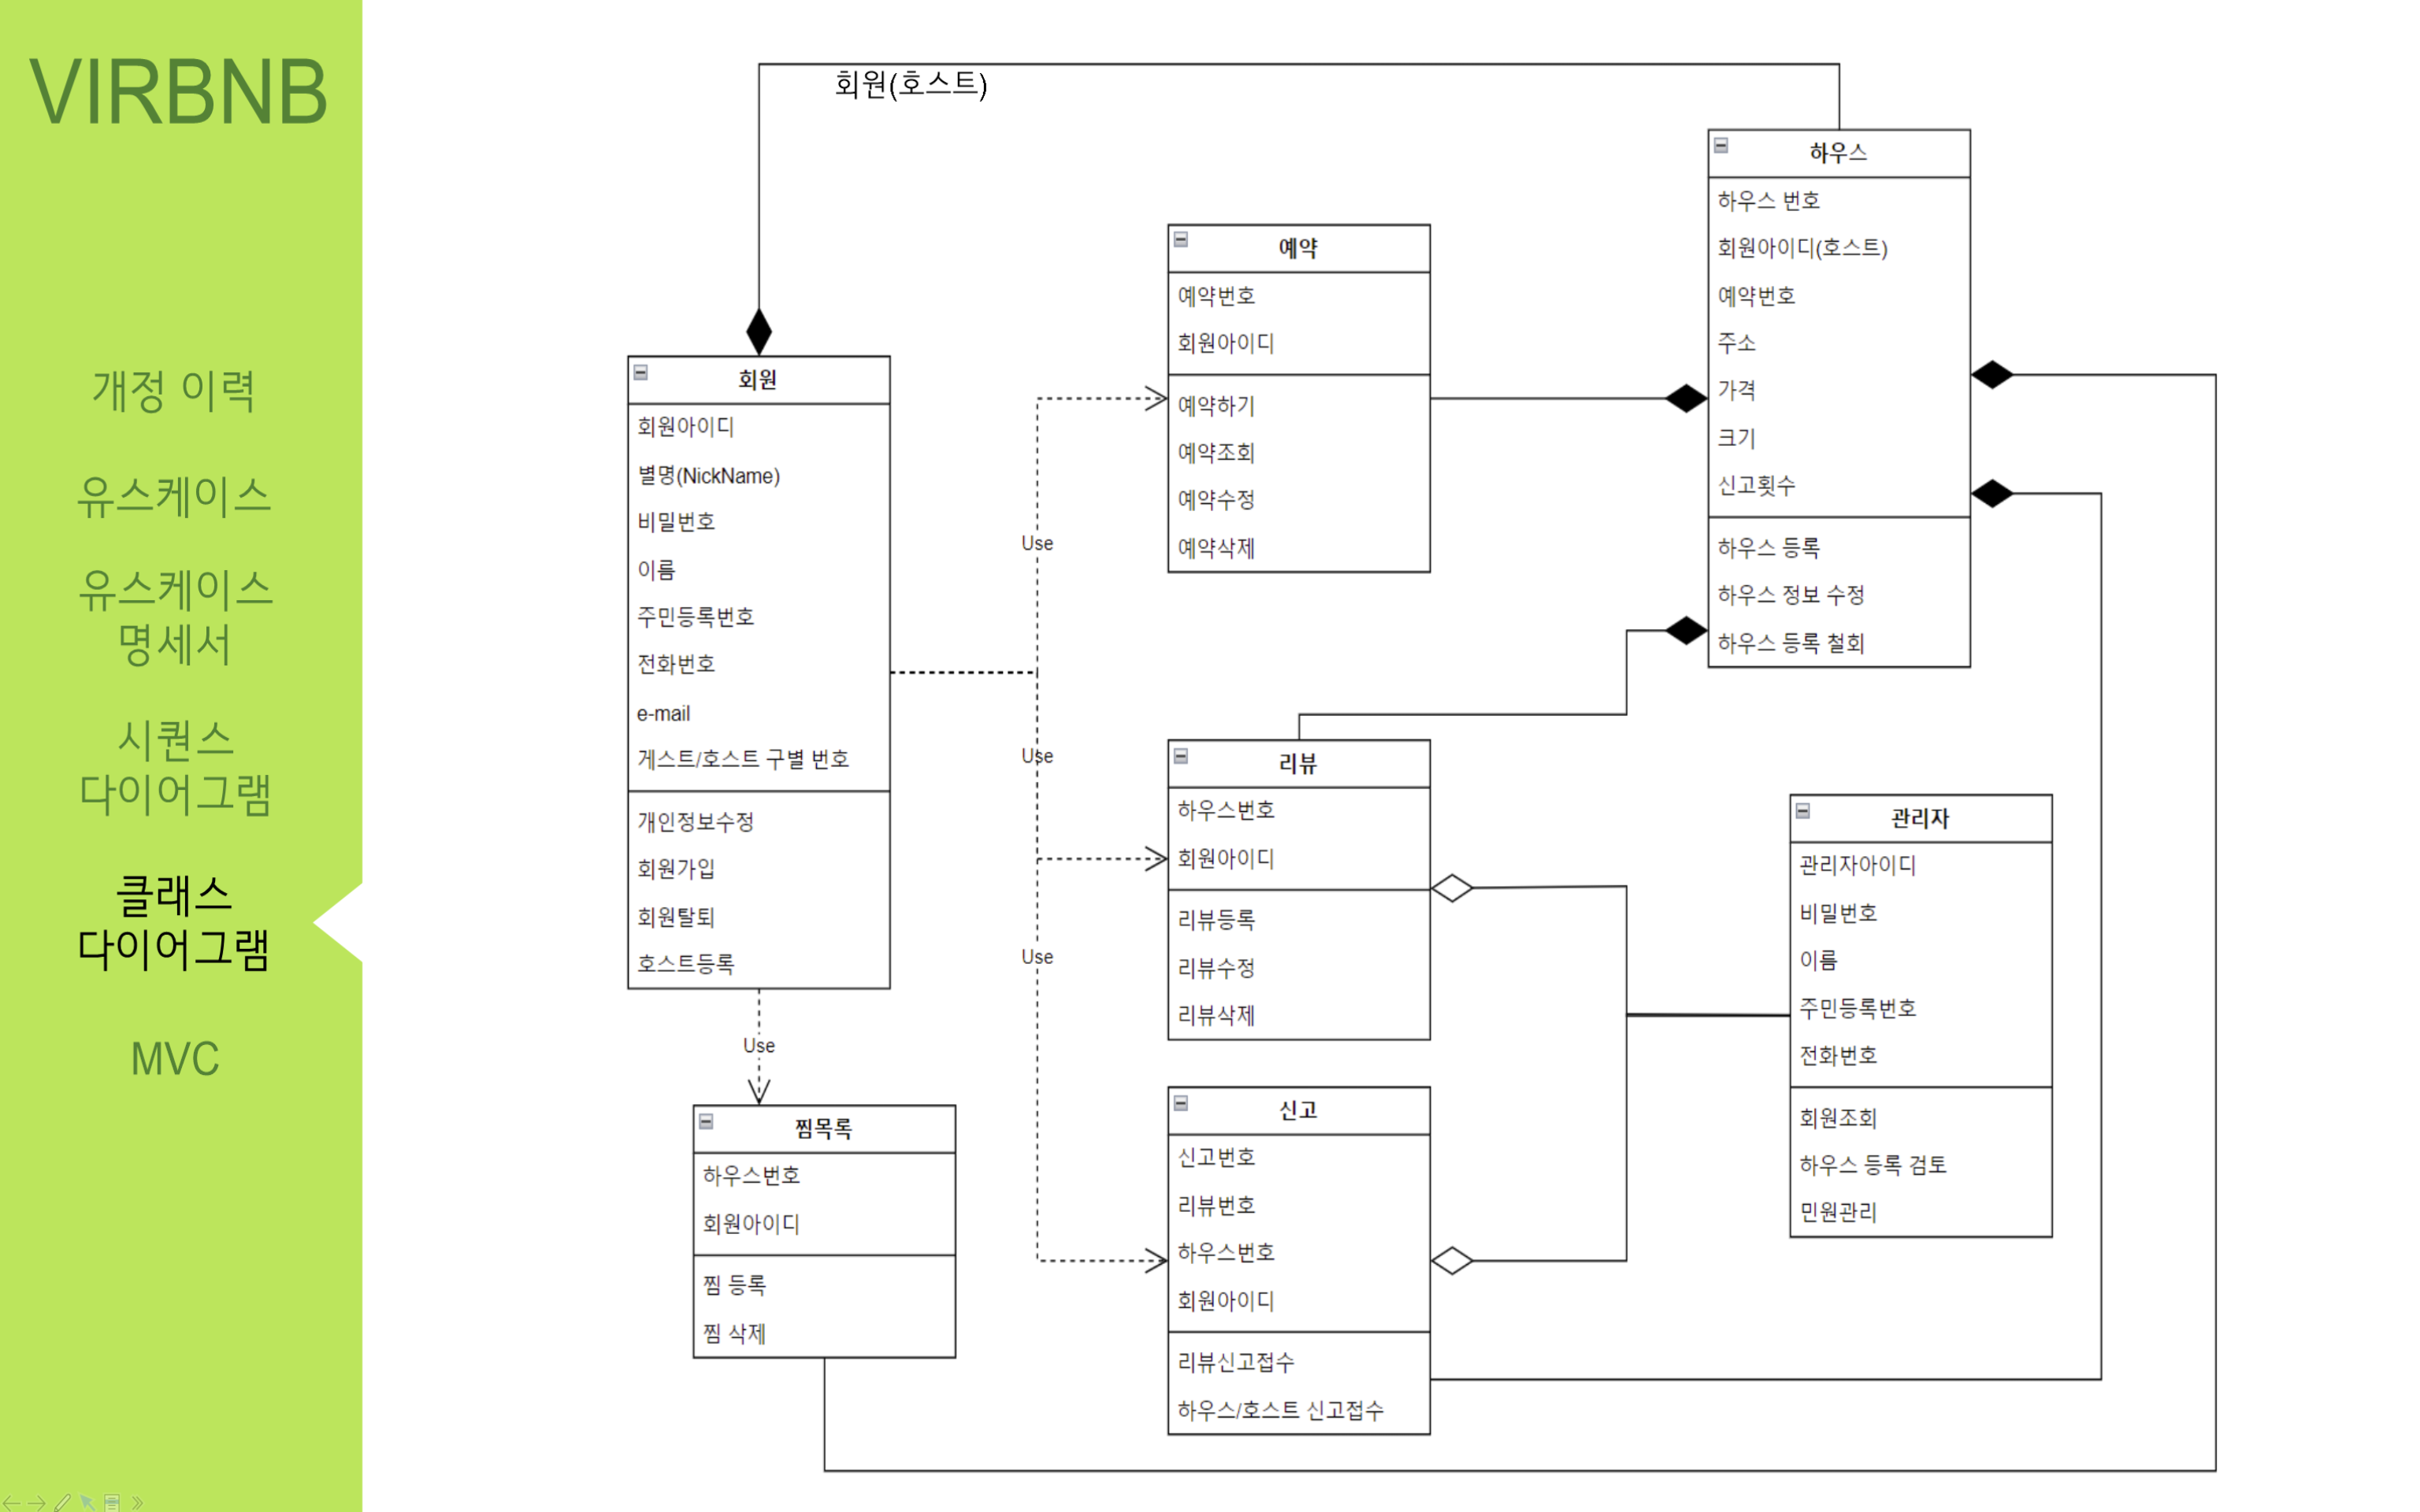 VIRBNB
개정 이력
유스케이스
유스케이스
명세서
시퀀스
다이어그램
클래스
다이어그램
MVC
회원(호스트)
회원
회원아이디
별명(NickName)
비밀번호
이름
주민등록번호
전화번호
e-mail
게스트/호스트 구별 번호
개인정보수정
회원가입
회원탈퇴
호스트등록
Use
찜목록
하우스번호
회원아이디
찜 등록
찜 삭제
Use
Use
Use
예약
예약번호
회원아이디
예약하기
예약조회
예약수정
예약삭제
리뷰
하우스번호
회원아이디
리뷰등록
리뷰수정
리뷰삭제
신고
신고번호
리뷰번호
하우스번호
회원아이디
리뷰신고접수
하우스/호스트 신고접수
하우스
하우스 번호
회원아이디(호스트)
예약번호
주소
가격
크기
신고횟수
하우스 등록
하우스 정보 수정
하우스 등록 철회
관리자
관리자아이디
비밀번호
이름
주민등록번호
전화번호
회원조회
하우스 등록 검토
민원관리